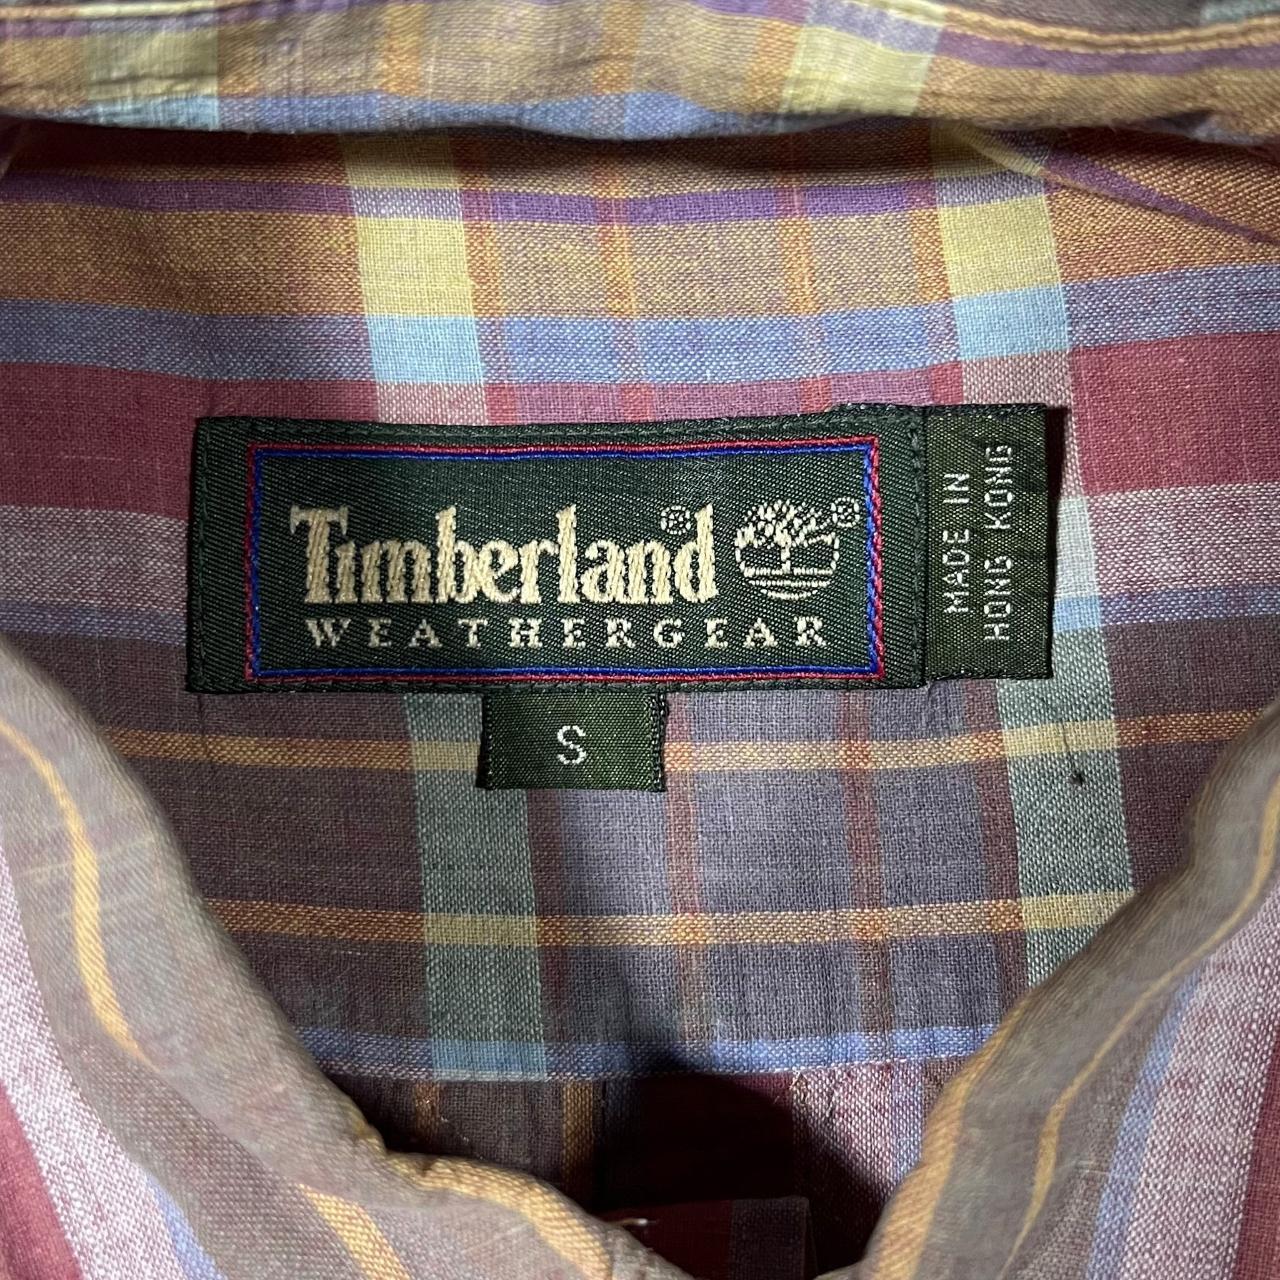 Timberland®
WEATHERGEAR
®
MADE IN
HONG KONG
S